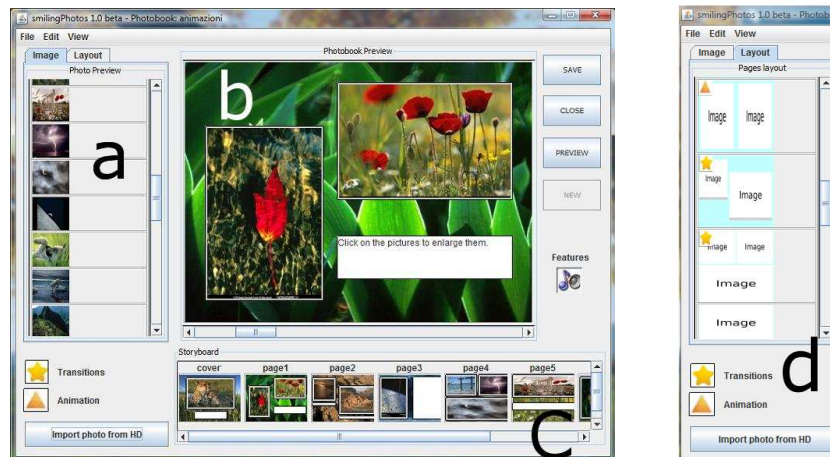 smilingPhotos 1.0 beta - Photobook: animazioni
File Edit View
Image Layout
Photo Preview
a
Transitions
Animation
Import photo from HD
Photobook Preview
b
Click on the pictures to enlarge them.
SAVE
CLOSE
PREVIEW
NEW
Features
Storyboard
cover page1 page2 page3 page4 page5
c
smilingPhotos 1.0 beta - Photob
File Edit View
Image Layout
Pages layout
Image Image
Image
Image
Image Image
Image
Image
d
Transitions
Animation
Import photo from HD